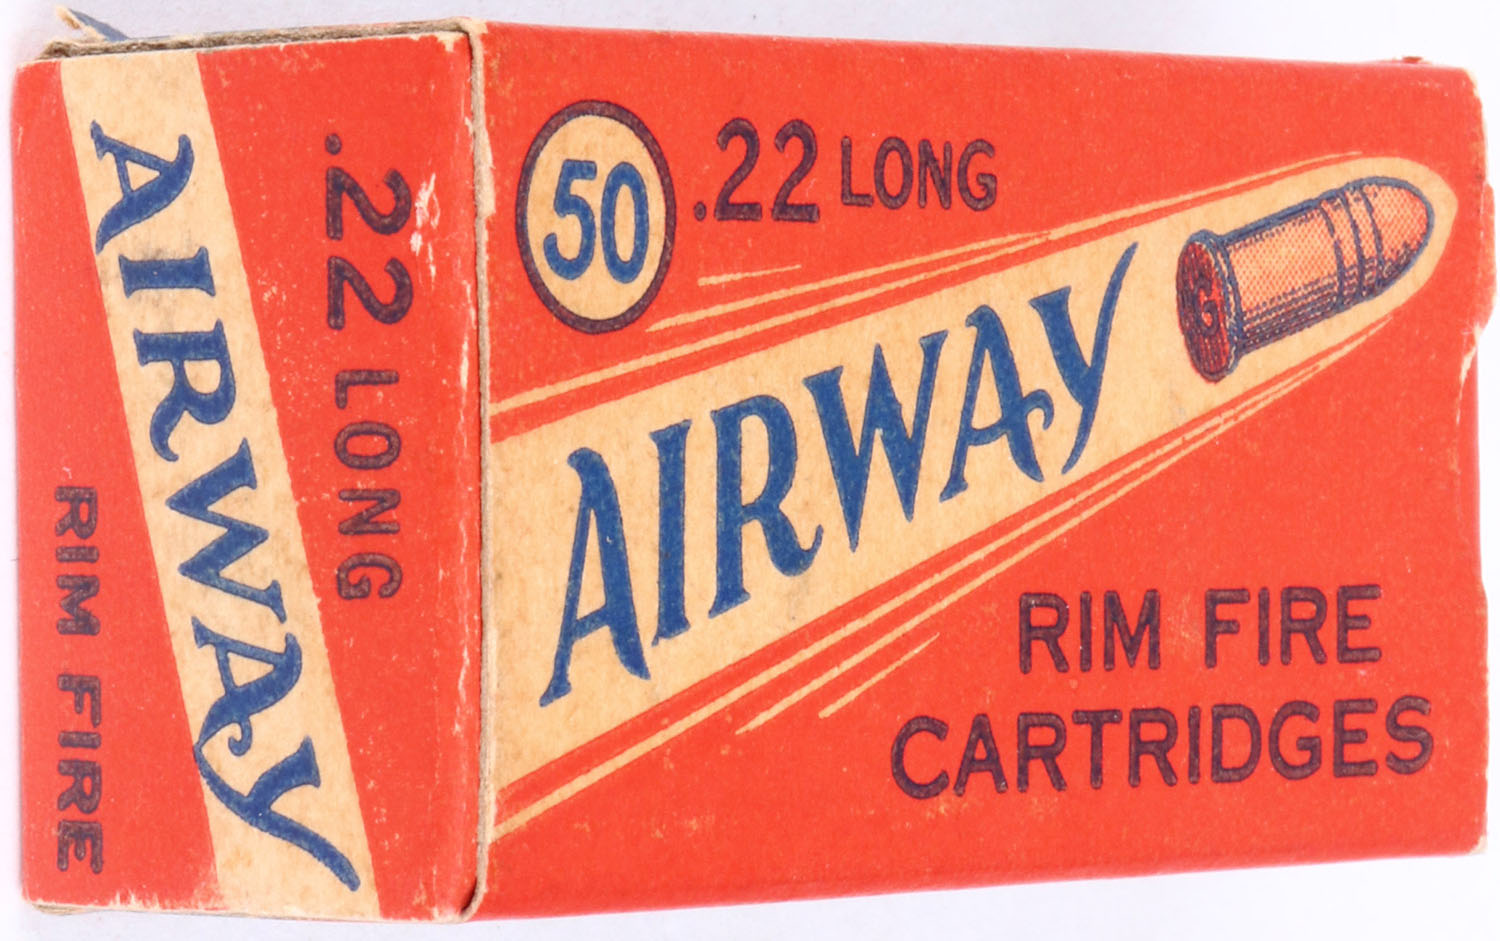 50
.22 LONG
AIRWAY
RIM FIRE
CARTRIDGES
.22 LONG
AIRWAY
RIM FIRE